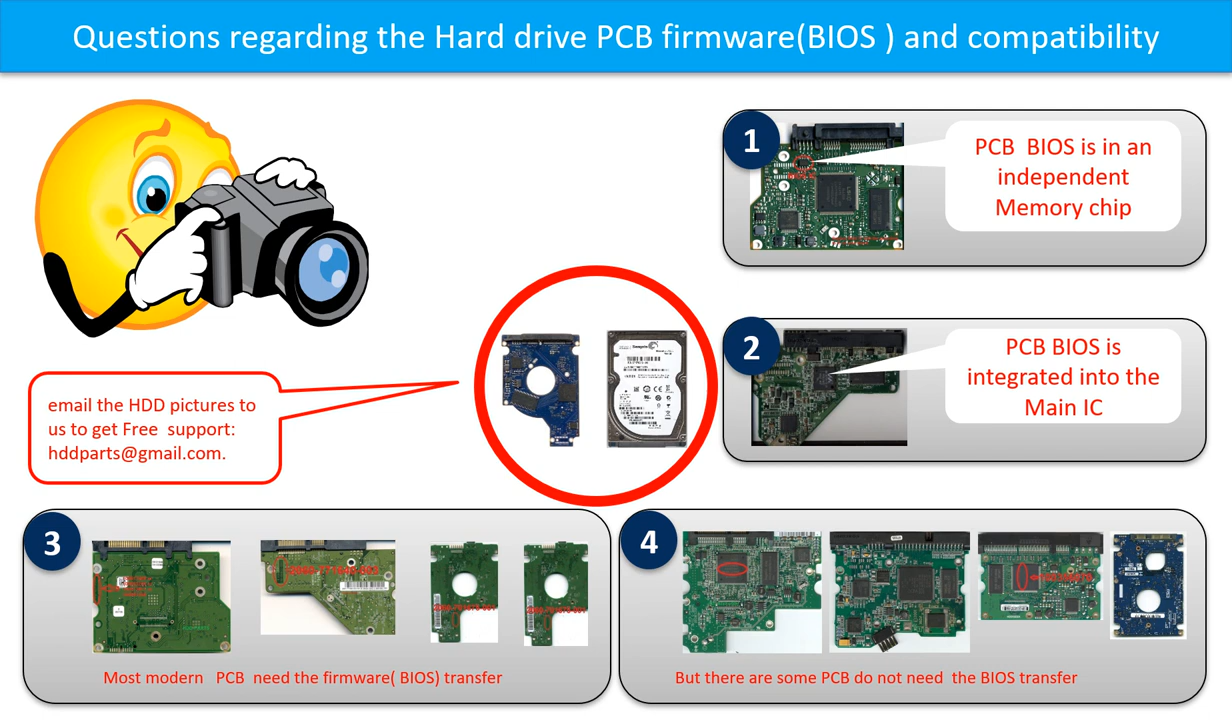 Questions regarding the Hard drive PCB firmware(BIOS ) and compatibility
1
PCB BIOS is in an
independent
Memory chip
2
PCB BIOS is
integrated into the
Main IC
email the HDD pictures to
us to get Free support:
hddparts@gmail.com.
Seagate
3
Most modern PCB need the firmware( BIOS) transfer
4
But there are some PCB do not need the BIOS transfer